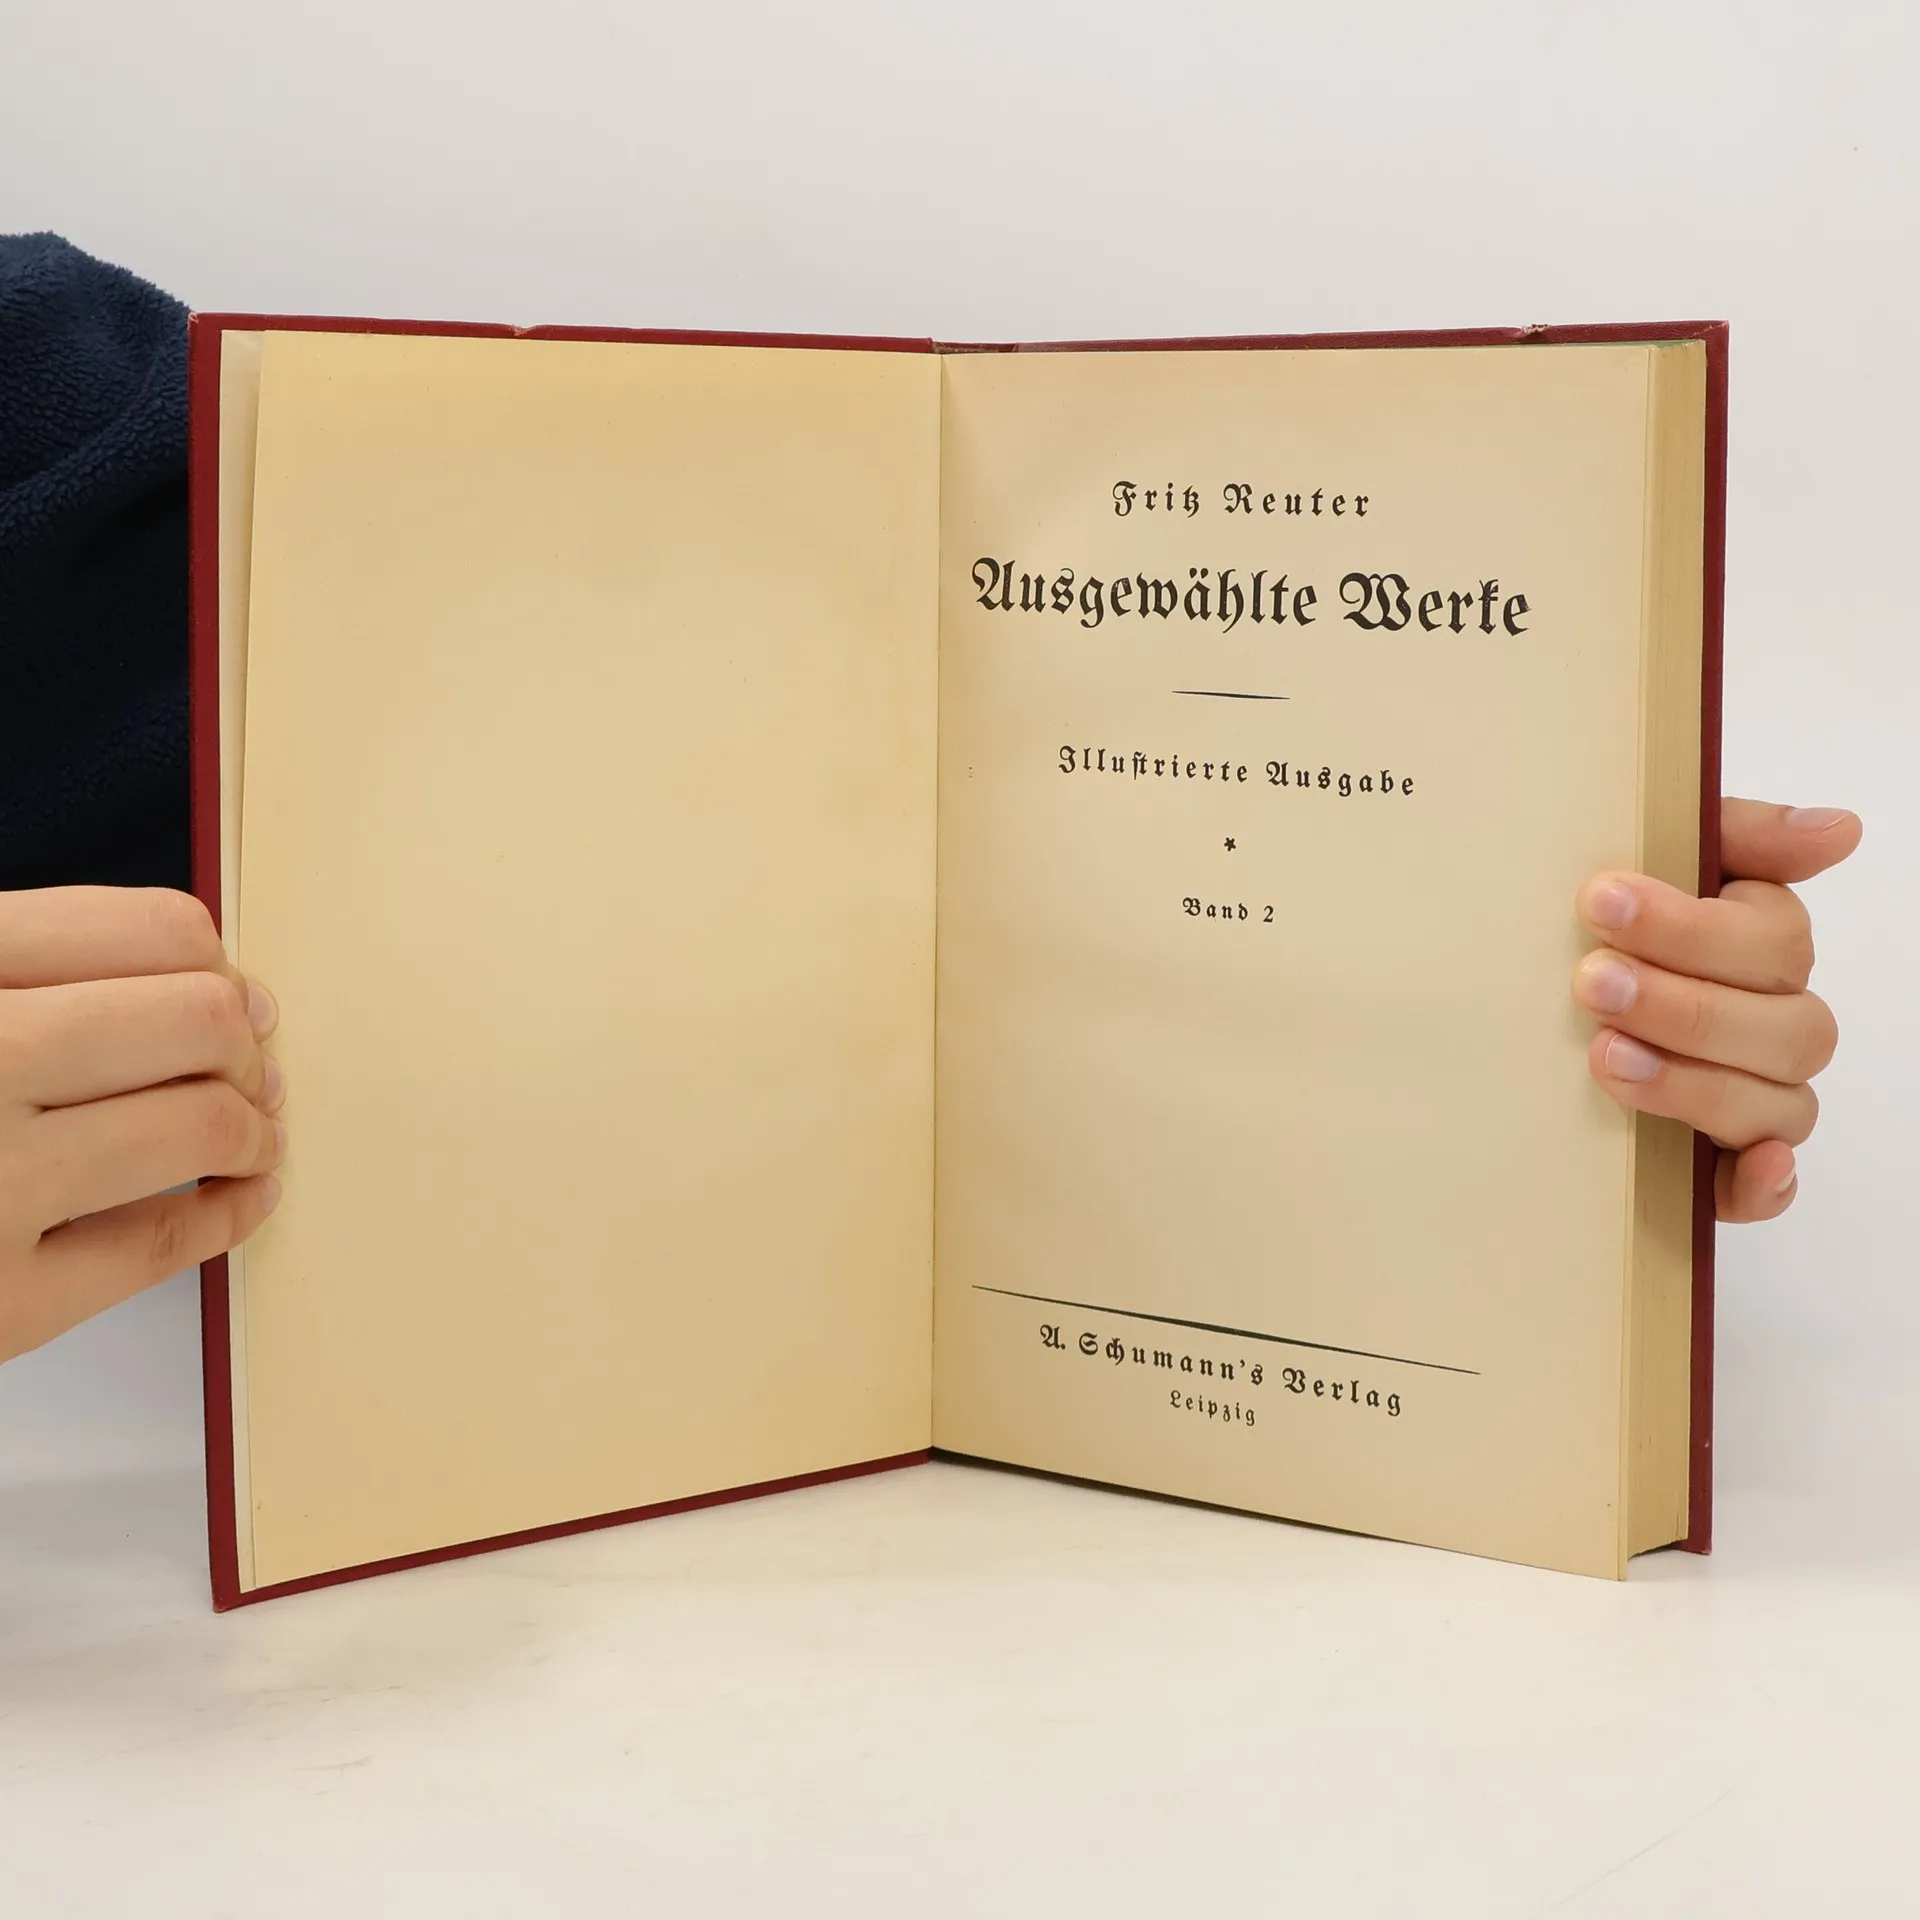 Fritz Reuter
Ausgewählte Werke
Illustrierte Ausgabe
*
Band 2
A. Schumann's Verlag
Leipzig